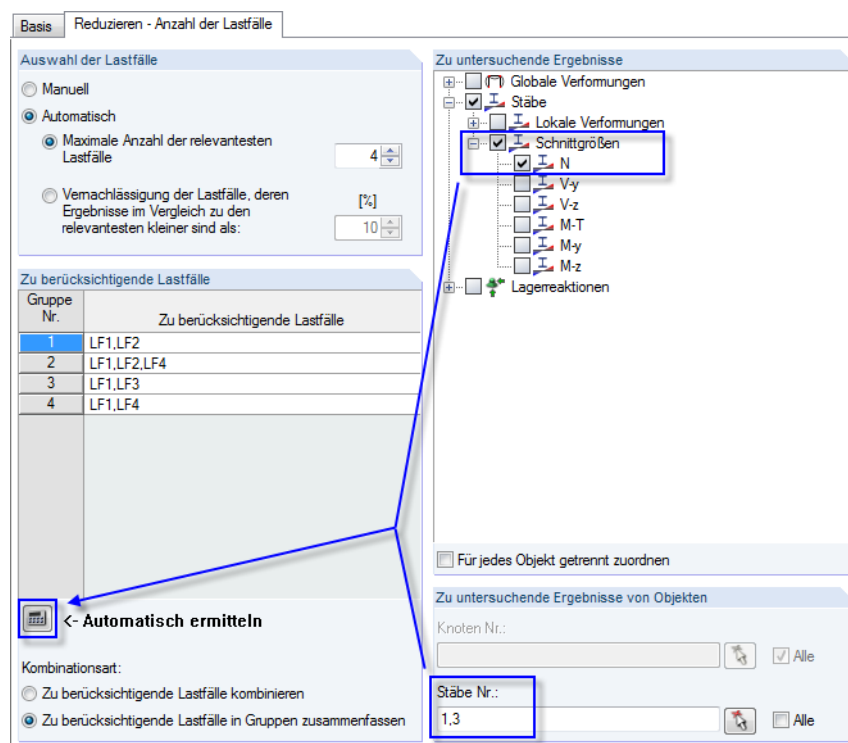 Basis
Reduzieren - Anzahl der Lastfälle
Auswahl der Lastfälle
Manuell
Automatisch
Maximale Anzahl der relevantesten
Lastfälle
4
Vernachlässigung der Lastfälle, deren
Ergebnisse im Vergleich zu den
relevantesten kleiner sind als:
[%]
10
Zu berücksichtigende Lastfälle
Gruppe
Nr.
Zu berücksichtigende Lastfälle
1 LF1,LF2
2 LF1,LF2,LF4
3 LF1,LF3
4 LF1,LF4
<- Automatisch ermitteln
Kombinationsart:
Zu berücksichtigende Lastfälle kombinieren
Zu berücksichtigende Lastfälle in Gruppen zusammenfassen
Zu untersuchende Ergebnisse
Globale Verformungen
Stäbe
Lokale Verformungen
Schnittgrößen
N
V-y
V-z
M-T
M-y
M-z
Lagerreaktionen
Für jedes Objekt getrennt zuordnen
Zu untersuchende Ergebnisse von Objekten
Knoten Nr.:
Alle
Stäbe Nr.:
1,3
Alle